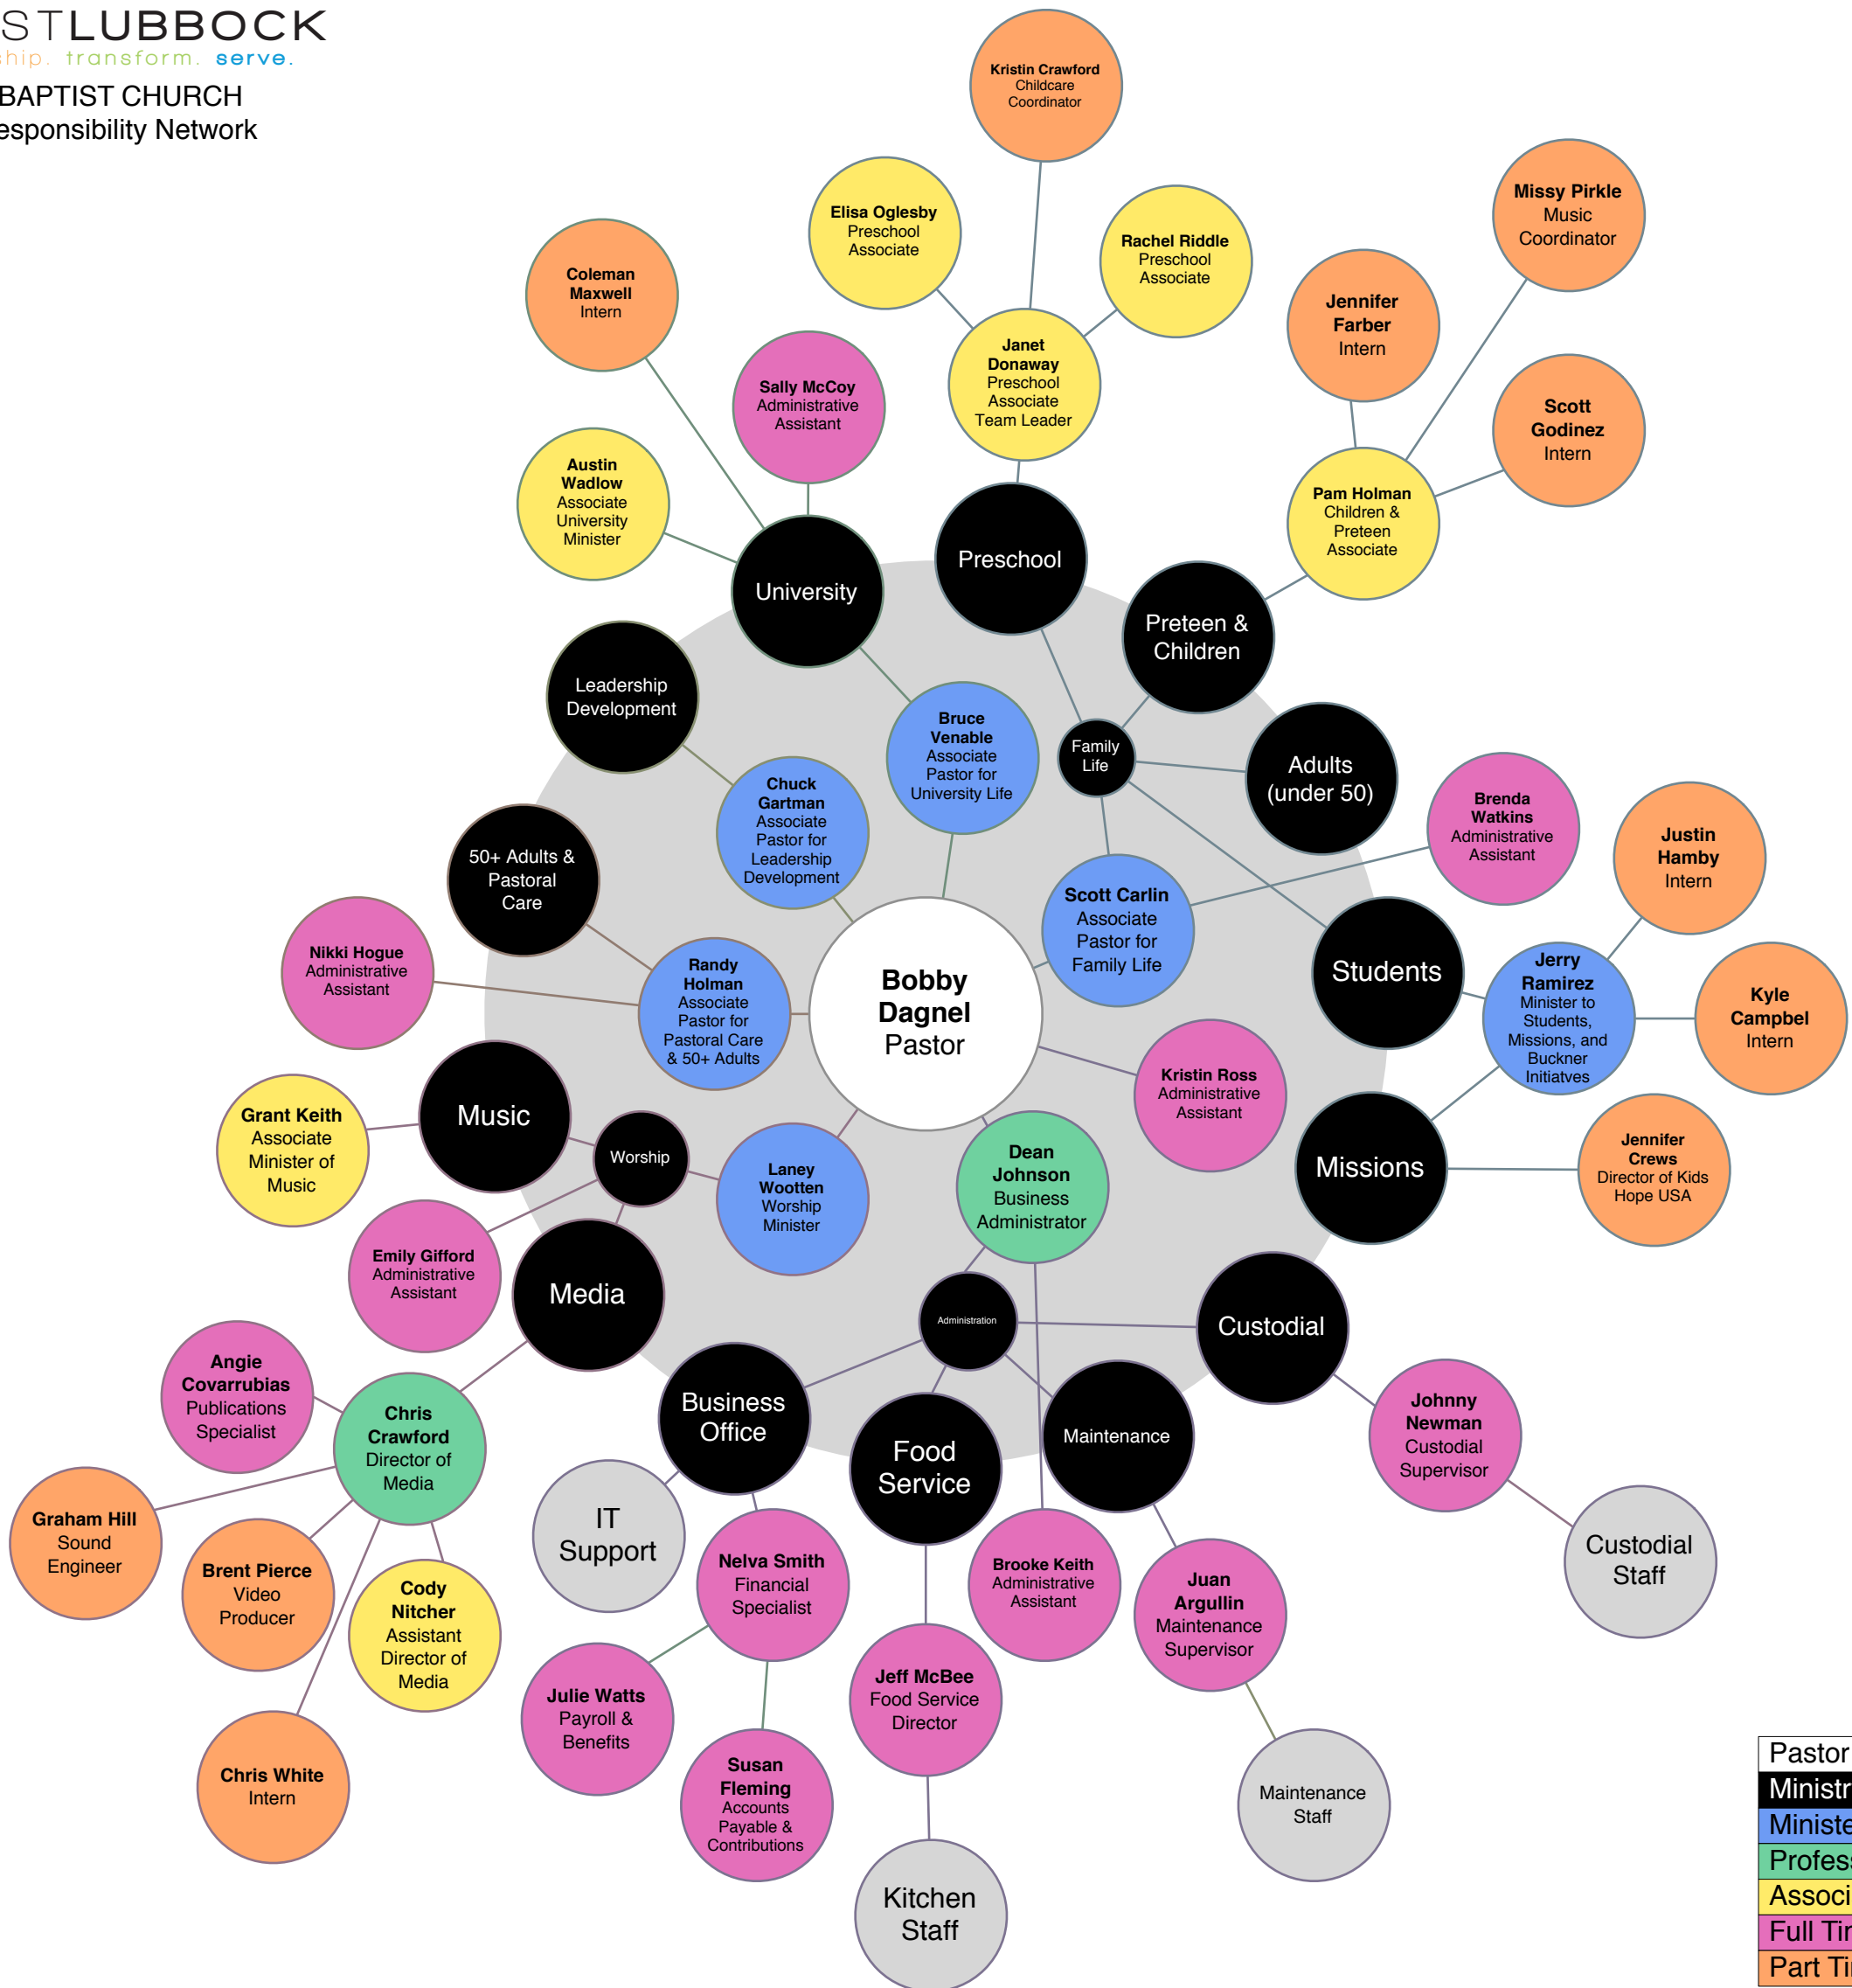 STLUBBOCK
ship. transform. serve.
BAPTIST CHURCH
esponsibility Network
Kristin Crawford
Childcare
Coordinator
Missy Pirkle
Music
Coordinator
Elisa Oglesby
Preschool
Associate
Rachel Riddle
Preschool
Associate
Coleman
Maxwell
Intern
Jennifer
Farber
Intern
Janet
Donaway
Preschool
Associate
Team Leader
Sally McCoy
Administrative
Assistant
Scott
Godinez
Intern
Austin
Wadlow
Associate
University
Minister
Pam Holman
Children &
Preteen
Associate
Preschool
University
Preteen &
Children
Leadership
Development
Bruce
Venable
Associate
Pastor for
University Life
Family
Life
Adults
(under 50)
Chuck
Gartman
Associate
Pastor for
Leadership
Development
Brenda
Watkins
Administrative
Assistant
Justin
Hamby
Intern
50+ Adults &
Pastoral
Care
Scott Carlin
Associate
Pastor for
Family Life
Nikki Hogue
Administrative
Assistant
Randy
Holman
Associate
Pastor for
Pastoral Care
& 50+ Adults
Bobby
Dagnel
Pastor
Students
Jerry
Ramirez
Minister to
Students,
Missions, and
Buckner
Initiatves
Kyle
Campbel
Intern
Kristin Ross
Administrative
Assistant
Grant Keith
Associate
Minister of
Music
Music
Worship
Laney
Wootten
Worship
Minister
Dean
Johnson
Business
Administrator
Missions
Jennifer
Crews
Director of Kids
Hope USA
Emily Gifford
Administrative
Assistant
Media
Administration
Custodial
Angie
Covarrubias
Publications
Specialist
Chris
Crawford
Director of
Media
Business
Office
Food
Service
Maintenance
Johnny
Newman
Custodial
Supervisor
Graham Hill
Sound
Engineer
Brent Pierce
Video
Producer
Cody
Nitcher
Assistant
Director of
Media
IT
Support
Nelva Smith
Financial
Specialist
Brooke Keith
Administrative
Assistant
Juan
Argullin
Maintenance
Supervisor
Custodial
Staff
Julie Watts
Payroll &
Benefits
Jeff McBee
Food Service
Director
Chris White
Intern
Susan
Fleming
Accounts
Payable &
Contributions
Maintenance
Staff
Kitchen
Staff
Pastor
Ministr
Ministe
Profess
Associ
Full Tin
Part Ti